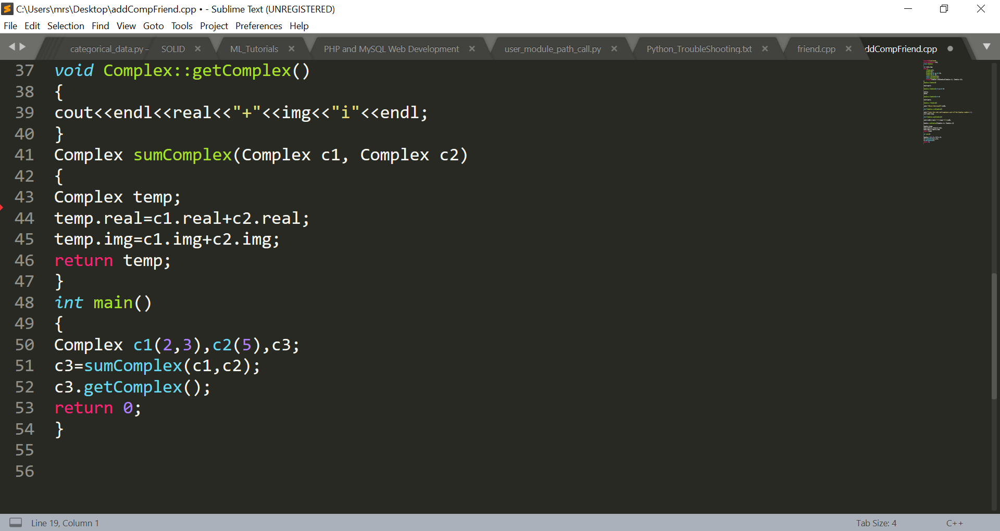 C:\Users\mrs\Desktop\addCompFriend.cpp • - Sublime Text (UNREGISTERED)
File Edit Selection Find View Goto Tools Project Preferences Help
categorical_data.py – SOLID × ML_Tutorials × PHP and MySQL Web Development × user_module_path_call.py × Python_TroubleShooting.txt × friend.cpp × ddCompFriend.cpp
37 void Complex::getComplex()
38 {
39 cout<<endl<<real<<"+"<<img<<"i"<<endl;
40 }
41 Complex sumComplex(Complex c1, Complex c2)
42 {
43 Complex temp;
44 temp.real=c1.real+c2.real;
45 temp.img=c1.img+c2.img;
46 return temp;
47 }
48 int main()
49 {
50 Complex c1(2,3),c2(5),c3;
51 c3=sumComplex(c1,c2);
52 c3.getComplex();
53 return 0;
54 }
55
56
Line 19, Column 1 Tab Size: 4 C++